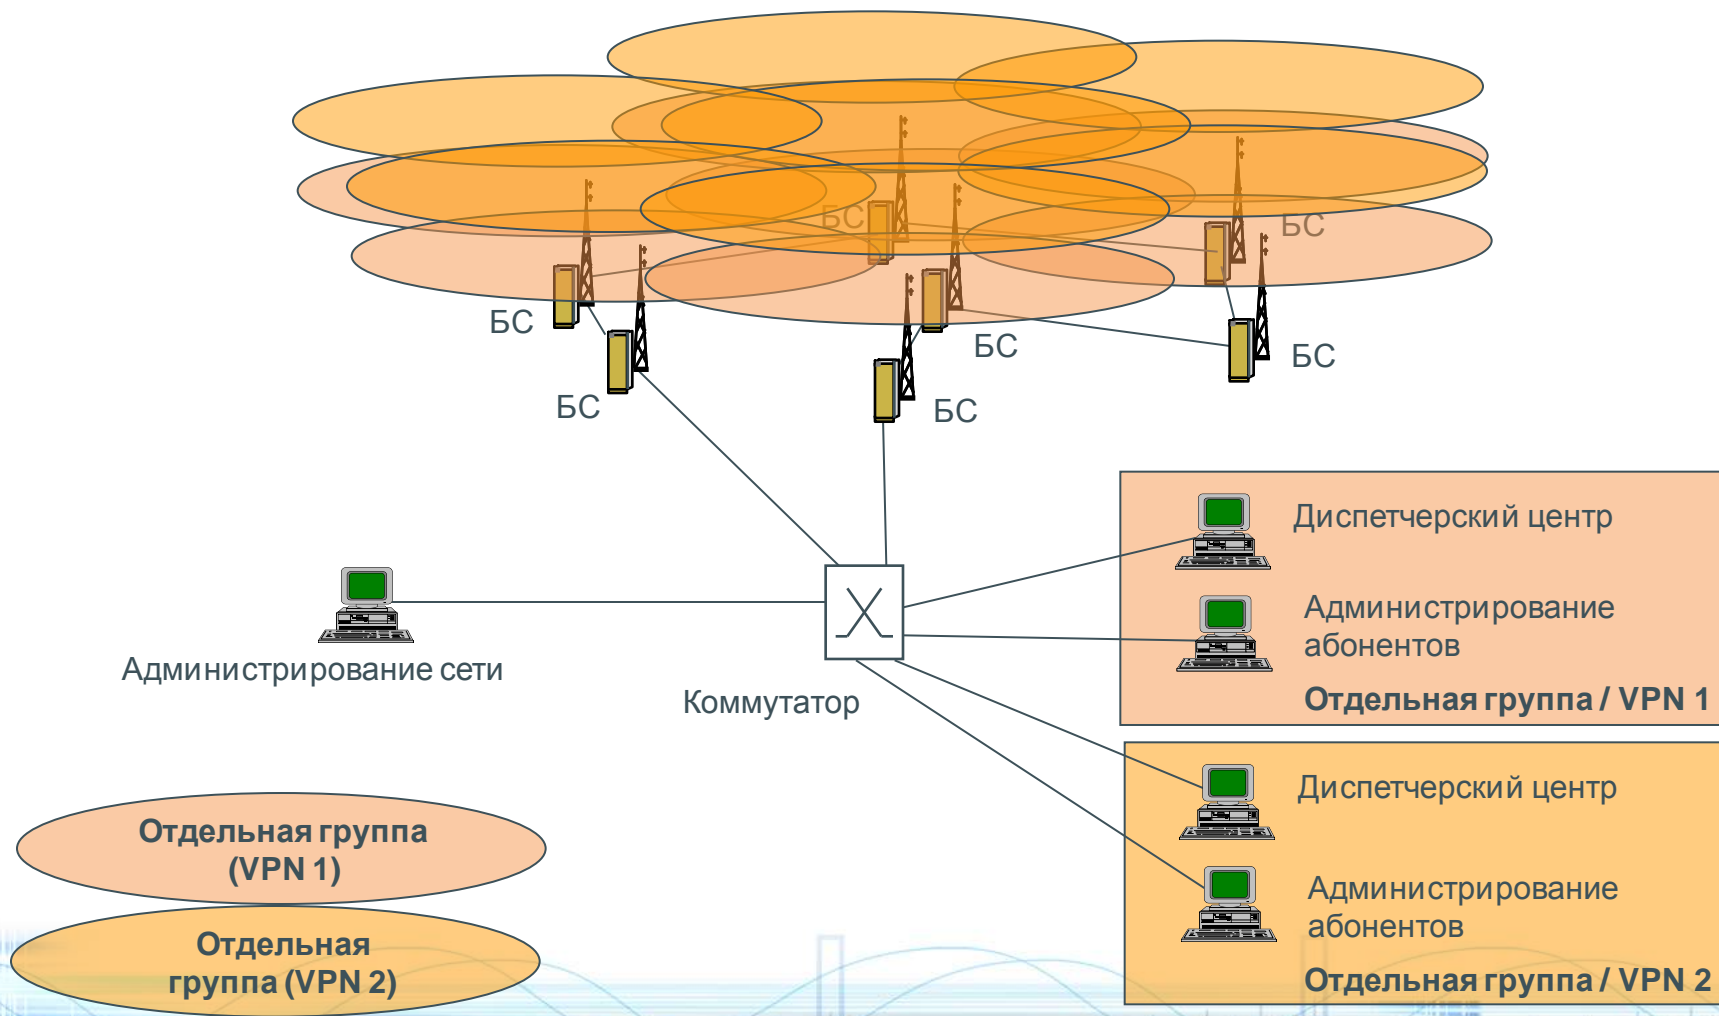 БС
БС
БС
БС
БС
БС
БС
Диспетчерский центр
Администрирование
абонентов
Отдельная группа / VPN 1
Администрирование сети
Коммутатор
Диспетчерский центр
Администрирование
абонентов
Отдельная группа / VPN 2
Отдельная группа
(VPN 1)
Отдельная
группа (VPN 2)